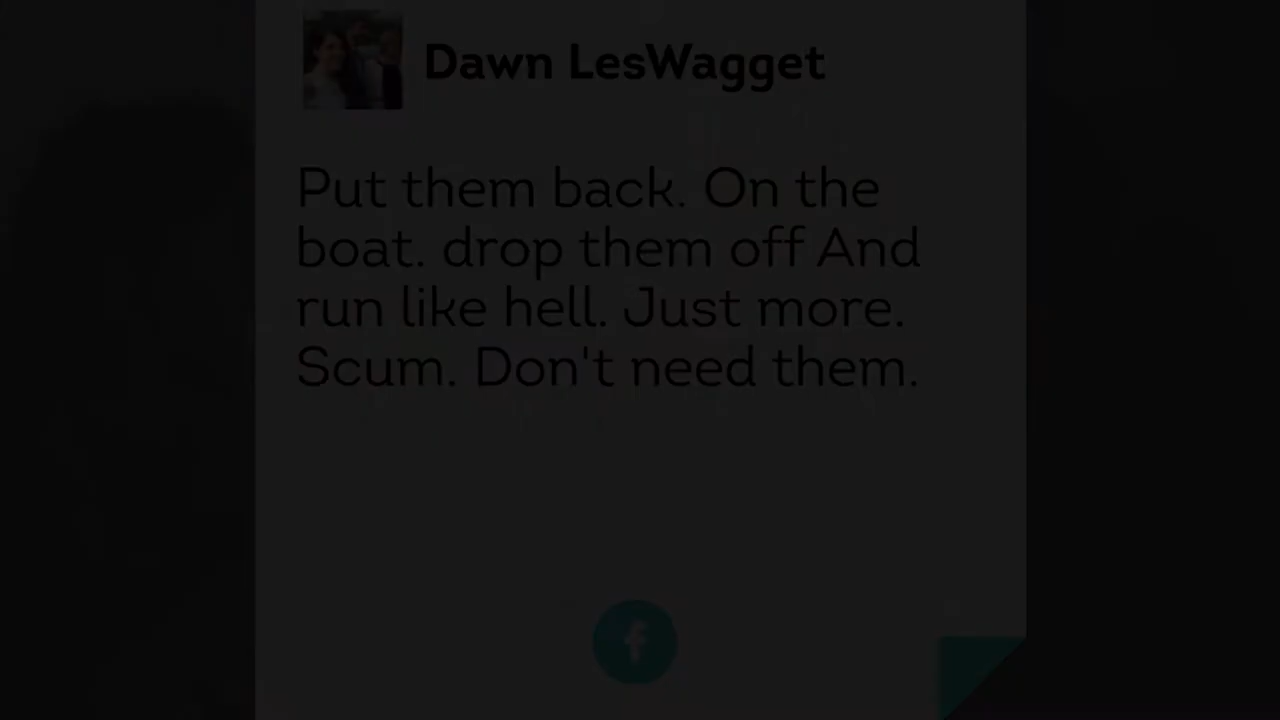 Dawn LesWagget
Put them back. On the
boat. drop them off And
run like hell. Just more.
Scum. Don't need them.